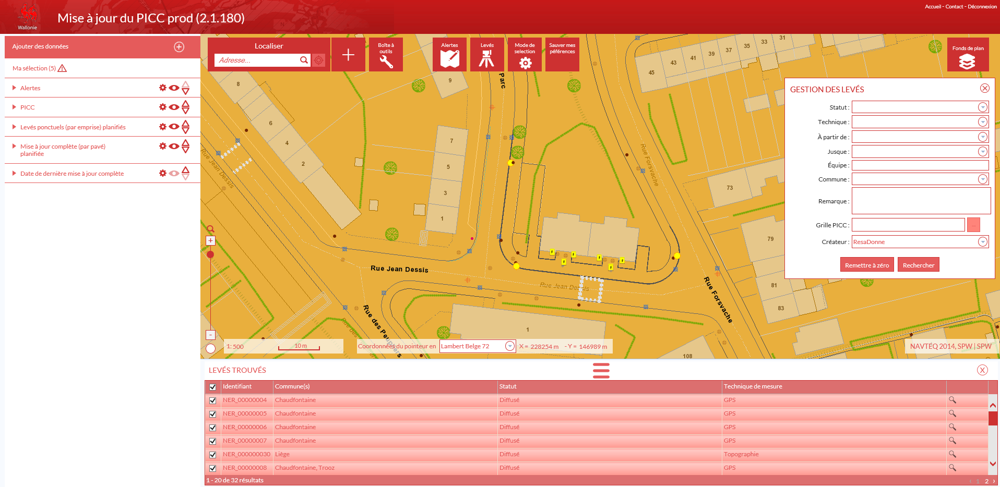 Wallonie
Mise à jour du PICC prod (2.1.180)
Accueil - Contact - Déconnexion
Ajouter des données
Ma sélection (5)
Alertes
PICC
Levés ponctuels (par emprise) planifiés
Mise à jour complète (par pavé)
planifiée
Date de dernière mise à jour complète
Localiser
Adresse...
Boîte à
outils
Alertes
Levés
Mode de
selection
Sauver mes
péférences
Fonds de plan
8
6
4
2
9
7
5
3
1
Parc
45
43
41
39
37
35
33
31
73
79
81
83
108
1
Rue Jean Dessis
Rue Jean Dessis
Rue Jean Dessis
Rue Forsvache
Rue Forsvache
Rue des Peupliers
Rue des
GESTION DES LEVÉS
Statut :
Technique :
À partir de :
Jusque :
Équipe :
Commune :
Remarque :
Grille PICC :
...
Créateur : ResaDonne
Remettre à zéro
Rechercher
+
-
1: 500
10 m
Coordonnées du pointeur en Lambert Belge 72 X = 228254 m - Y = 146989 m
NAVTEQ 2014, SPW | SPW
LEVÉS TROUVÉS
X
Identifiant Commune(s) Statut Technique de mesure
NER_00000004 Chaudfontaine Diffusé GPS
NER_00000005 Chaudfontaine Diffusé GPS
NER_00000006 Chaudfontaine Diffusé GPS
NER_00000007 Chaudfontaine Diffusé GPS
NER_000000030 Liège Diffusé Topographie
NER_00000008 Chaudfontaine, Trooz Diffusé GPS
1 - 20 de 32 résultats
‹ 1 2 ›